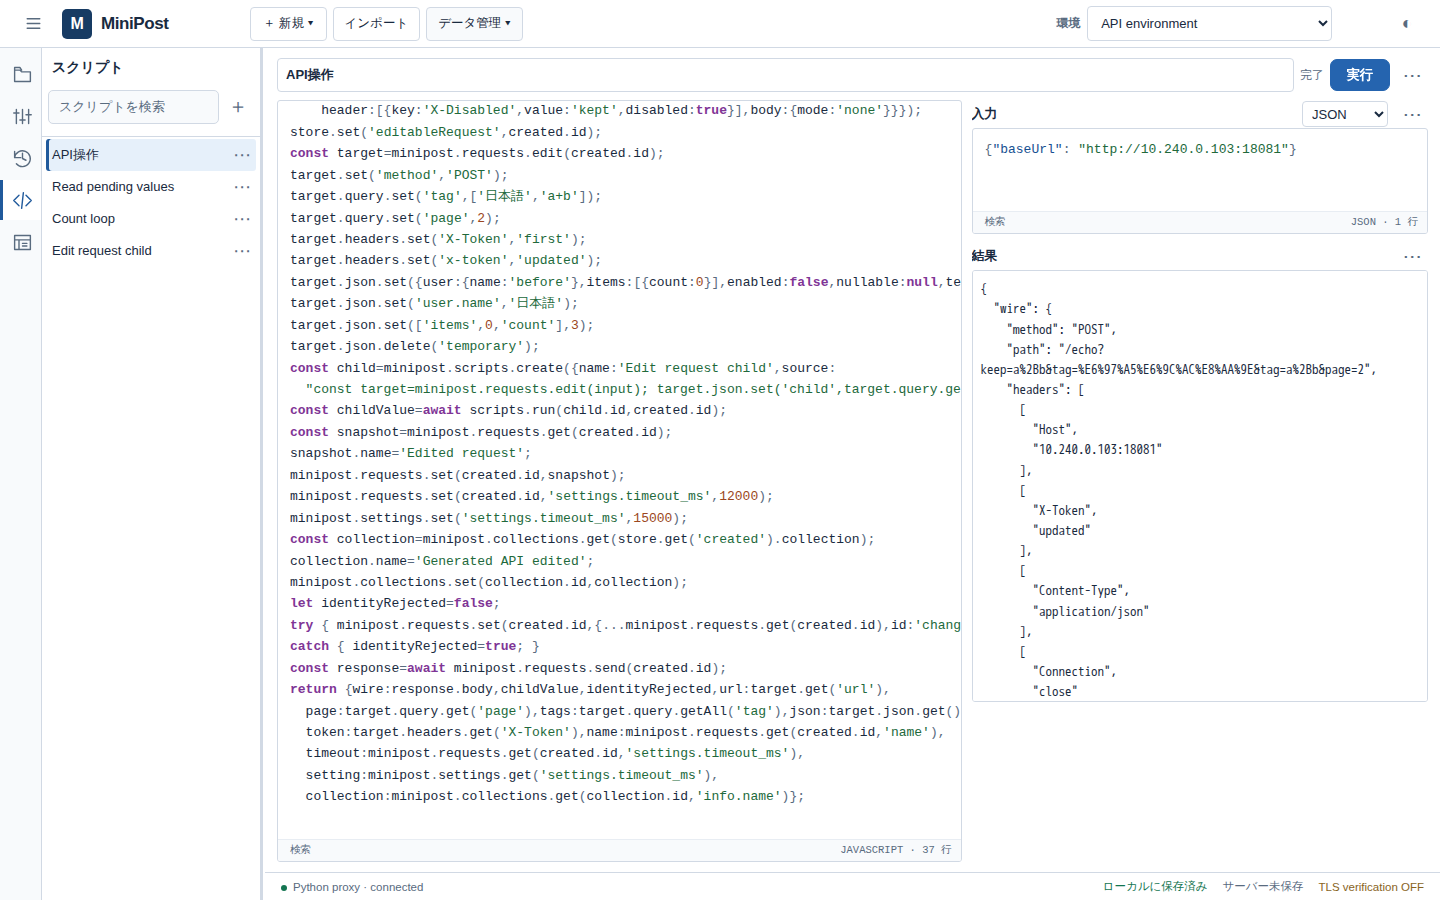 M MiniPost ＋ 新規 ▾ インポート データ管理 ▾ 環境 API environment
スクリプト
スクリプトを検索 +
API操作 ···
Read pending values ···
Count loop ···
Edit request child ···
API操作 完了 実行 ···
    header:[{key:'X-Disabled',value:'kept',disabled:true}],body:{mode:'none'}}});
store.set('editableRequest',created.id);
const target=minipost.requests.edit(created.id);
target.set('method','POST');
target.query.set('tag',['日本語','a+b']);
target.query.set('page',2);
target.headers.set('X-Token','first');
target.headers.set('x-token','updated');
target.json.set({user:{name:'before'},items:[{count:0}],enabled:false,nullable:null,te
target.json.set('user.name','日本語');
target.json.set(['items',0,'count'],3);
target.json.delete('temporary');
const child=minipost.scripts.create({name:'Edit request child',source:
  "const target=minipost.requests.edit(input); target.json.set('child',target.query.ge
const childValue=await scripts.run(child.id,created.id);
const snapshot=minipost.requests.get(created.id);
snapshot.name='Edited request';
minipost.requests.set(created.id,snapshot);
minipost.requests.set(created.id,'settings.timeout_ms',12000);
minipost.settings.set('settings.timeout_ms',15000);
const collection=minipost.collections.get(store.get('created').collection);
collection.name='Generated API edited';
minipost.collections.set(collection.id,collection);
let identityRejected=false;
try { minipost.requests.set(created.id,{...minipost.requests.get(created.id),id:'chang
catch { identityRejected=true; }
const response=await minipost.requests.send(created.id);
return {wire:response.body,childValue,identityRejected,url:target.get('url'),
  page:target.query.get('page'),tags:target.query.getAll('tag'),json:target.json.get()
  token:target.headers.get('X-Token'),name:minipost.requests.get(created.id,'name'),
  timeout:minipost.requests.get(created.id,'settings.timeout_ms'),
  setting:minipost.settings.get('settings.timeout_ms'),
  collection:minipost.collections.get(collection.id,'info.name')};
検索 JAVASCRIPT · 37 行
入力 JSON ···
{"baseUrl": "http://10.240.0.103:18081"}
検索 JSON · 1 行
結果 ···
{
  "wire": {
    "method": "POST",
    "path": "/echo?
keep=a%2Bb&tag=%E6%97%A5%E6%9C%AC%E8%AA%9E&tag=a%2Bb&page=2",
    "headers": [
      [
        "Host",
        "10.240.0.103:18081"
      ],
      [
        "X-Token",
        "updated"
      ],
      [
        "Content-Type",
        "application/json"
      ],
      [
        "Connection",
        "close"
Python proxy · connected ローカルに保存済み サーバー未保存 TLS verification OFF